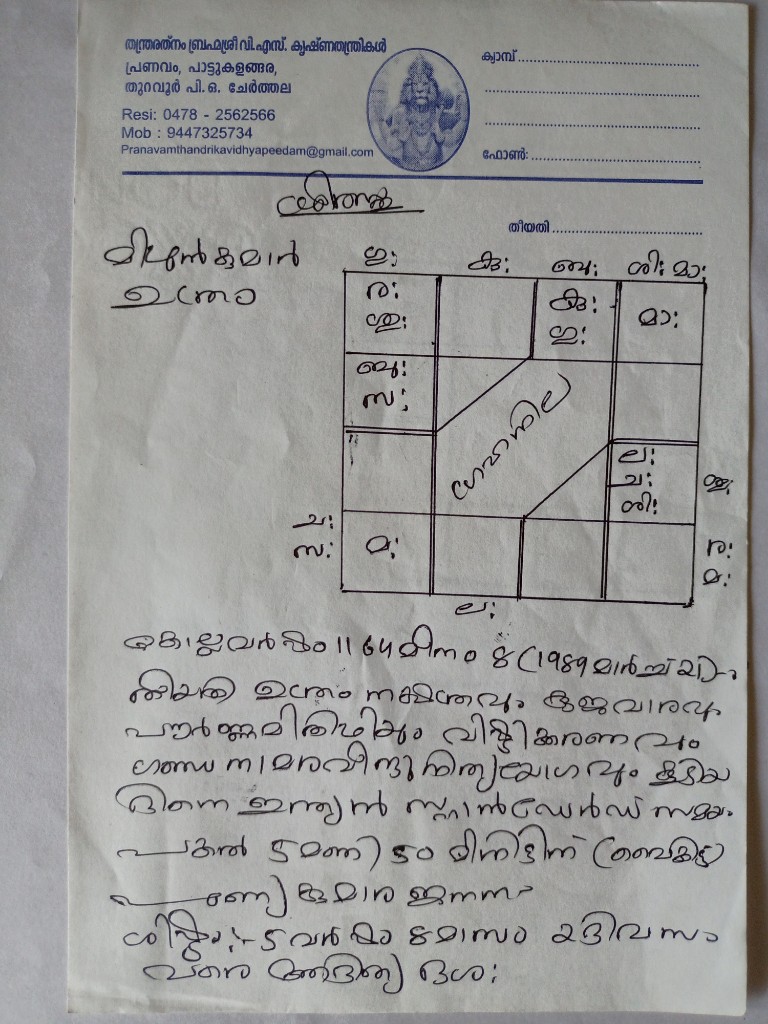 തന്ത്രരത്നം ബ്രഹ്മശ്രീ വി.എസ്. കൃഷ്ണതന്ത്രികൾ
പ്രണവം, പാട്ടുകളങ്ങര,
തുറവൂർ പി.ഒ. ചേർത്തല
Resi: 0478 - 2562566
Mob : 9447325734
Pranavamthandrikavidhyapeedam@gmail.com
ക്യാമ്പ്
ഫോൺ:
തീയതി
മിഥുൻകുമാർ
ഉത്രം
ഇ: കു: ബു: ശി: മാ:
ര:
ശു:
കു:
ഇ:
മാ:
ബു:
സ:
ഗ്രഹനില
ല:
ച:
ശി:
ശു:
ച:
സ:
മ:
ര:
മ:
ല:
കൊല്ലവർഷം 1164 മീനം 8 (1989 മാർച്ച് 21)-ം
തീയതി ഉത്രം നക്ഷത്രവും കുജവാരവും
പൗർണ്ണമിതിഥിയും വിഷ്ടിക്കരണവും
ഗണ്ഡനാമവും നിത്യയോഗവും കൂടിയ
ദിനെ ഇന്ത്യൻ സ്റ്റാൻഡേർഡ് സമയം
പകൽ 5 മണി 50 മിനിട്ടിന് (വൈകിട്ട്
കുമാര ജനനം
ശിഷ്ടം :- 5 വർഷം 8 മാസം 2 ദിവസം
വരെ ആദിത്യ ദശ: